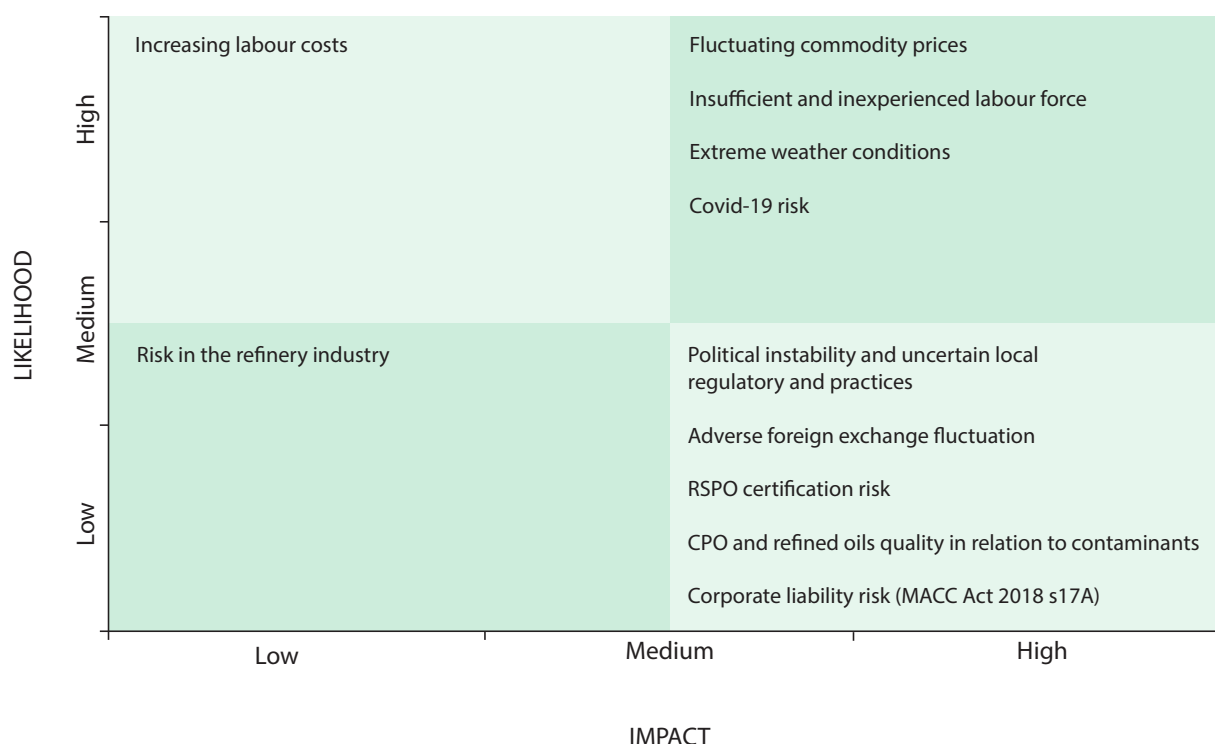 LIKELIHOOD
High
Medium
Low
Increasing labour costs
Fluctuating commodity prices
Insufficient and inexperienced labour force
Extreme weather conditions
Covid-19 risk
Risk in the refinery industry
Political instability and uncertain local
regulatory and practices
Adverse foreign exchange fluctuation
RSPO certification risk
CPO and refined oils quality in relation to contaminants
Corporate liability risk (MACC Act 2018 s17A)
Low
Medium
High
IMPACT